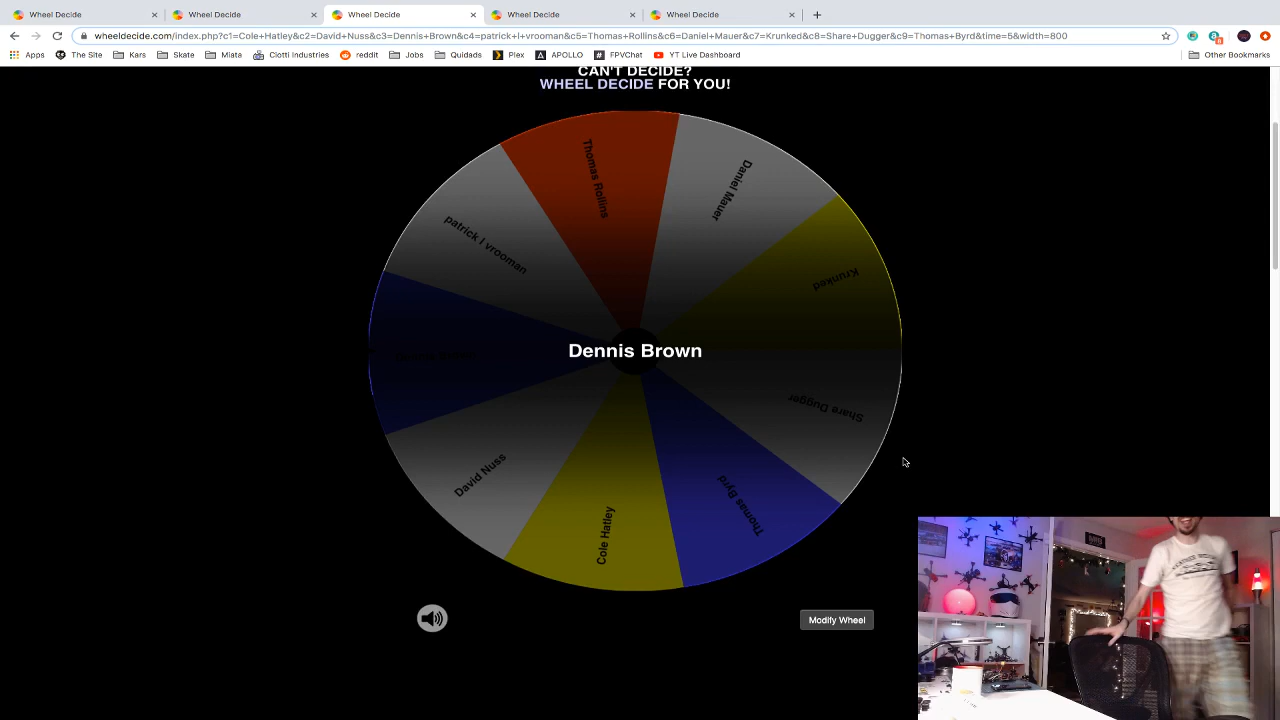 Wheel Decide
Wheel Decide
Wheel Decide
Wheel Decide
Wheel Decide
wheeldecide.com/index.php?c1=Cole+Hatley&c2=David+Nuss&c3=Dennis+Brown&c4=patrick+l+vrooman&c5=Thomas+Rollins&c6=Daniel+Mauer&c7=Krunked&c8=Share+Dugger&c9=Thomas+Byrd&time=5&width=800
Apps The Site Kars Skate Miata Ciotti Industries reddit Jobs Quidads Plex APOLLO #FPVChat YT Live Dashboard Other Bookmarks
CAN'T DECIDE?
WHEEL DECIDE FOR YOU!
Thomas Rollins
Daniel Mauer
patrick l vrooman
Krunked
Dennis Brown
Dennis Brown
Share Dugger
David Nuss
Thomas Byrd
Cole Hatley
Modify Wheel